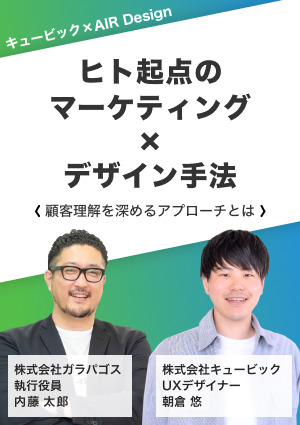 キュービック×AIR Design
ヒト起点の
マーケティング
×
デザイン手法
《 顧客理解を深めるアプローチとは 》
株式会社ガラパゴス
執行役員
内藤 太郎
株式会社キュービック
UXデザイナー
朝倉 悠